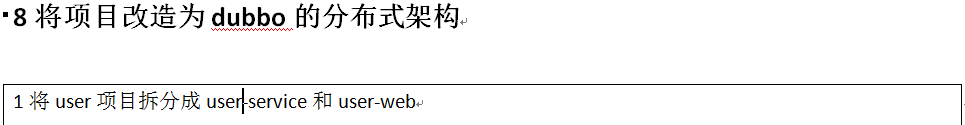 8 将项目改造为 dubbo 的分布式架构
1 将 user 项目拆分成 user-service 和 user-web